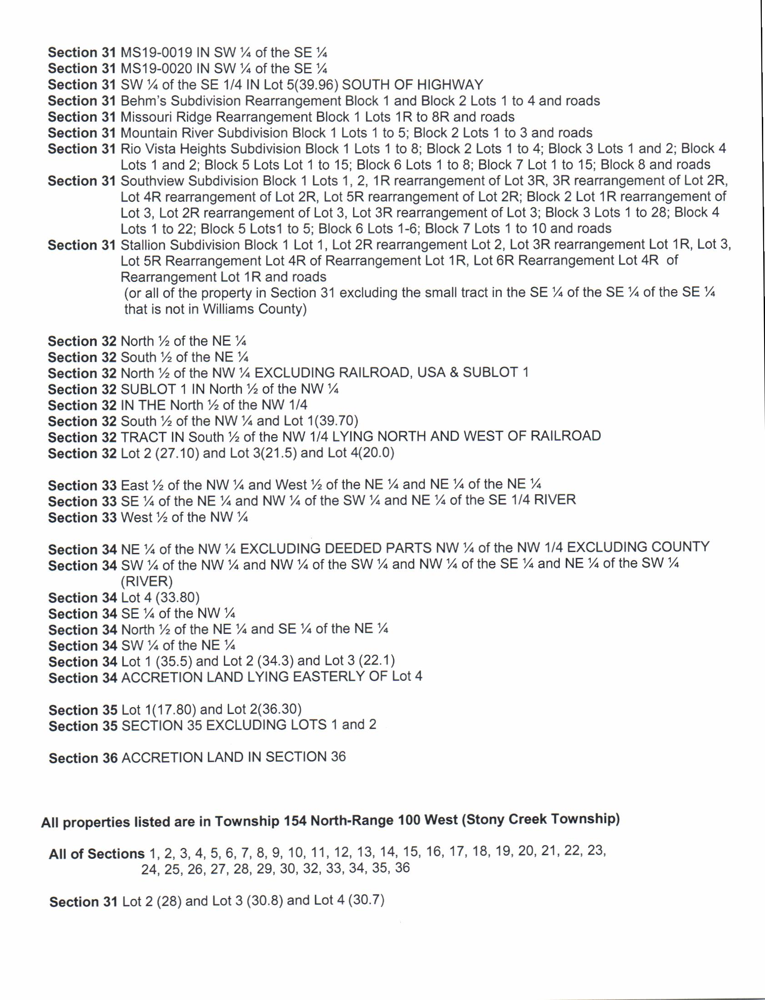 Section 31 MS19-0019 IN SW ¼ of the SE ¼
Section 31 MS19-0020 IN SW ¼ of the SE ¼
Section 31 SW ¼ of the SE 1/4 IN Lot 5(39.96) SOUTH OF HIGHWAY
Section 31 Behm's Subdivision Rearrangement Block 1 and Block 2 Lots 1 to 4 and roads
Section 31 Missouri Ridge Rearrangement Block 1 Lots 1R to 8R and roads
Section 31 Mountain River Subdivision Block 1 Lots 1 to 5; Block 2 Lots 1 to 3 and roads
Section 31 Rio Vista Heights Subdivision Block 1 Lots 1 to 8; Block 2 Lots 1 to 4; Block 3 Lots 1 and 2; Block 4
Lots 1 and 2; Block 5 Lots Lot 1 to 15; Block 6 Lots 1 to 8; Block 7 Lot 1 to 15; Block 8 and roads
Section 31 Southview Subdivision Block 1 Lots 1, 2, 1R rearrangement of Lot 3R, 3R rearrangement of Lot 2R,
Lot 4R rearrangement of Lot 2R, Lot 5R rearrangement of Lot 2R; Block 2 Lot 1R rearrangement of
Lot 3, Lot 2R rearrangement of Lot 3, Lot 3R rearrangement of Lot 3; Block 3 Lots 1 to 28; Block 4
Lots 1 to 22; Block 5 Lots1 to 5; Block 6 Lots 1-6; Block 7 Lots 1 to 10 and roads
Section 31 Stallion Subdivision Block 1 Lot 1, Lot 2R rearrangement Lot 2, Lot 3R rearrangement Lot 1R, Lot 3,
Lot 5R Rearrangement Lot 4R of Rearrangement Lot 1R, Lot 6R Rearrangement Lot 4R of
Rearrangement Lot 1R and roads
(or all of the property in Section 31 excluding the small tract in the SE ¼ of the SE ¼ of the SE ¼
that is not in Williams County)
Section 32 North ½ of the NE ¼
Section 32 South ½ of the NE ¼
Section 32 North ½ of the NW ¼ EXCLUDING RAILROAD, USA & SUBLOT 1
Section 32 SUBLOT 1 IN North ½ of the NW ¼
Section 32 IN THE North ½ of the NW 1/4
Section 32 South ½ of the NW ¼ and Lot 1(39.70)
Section 32 TRACT IN South ½ of the NW 1/4 LYING NORTH AND WEST OF RAILROAD
Section 32 Lot 2 (27.10) and Lot 3(21.5) and Lot 4(20.0)
Section 33 East ½ of the NW ¼ and West ½ of the NE ¼ and NE ¼ of the NE ¼
Section 33 SE ¼ of the NE ¼ and NW ¼ of the SW ¼ and NE ¼ of the SE 1/4 RIVER
Section 33 West ½ of the NW ¼
Section 34 NE ¼ of the NW ¼ EXCLUDING DEEDED PARTS NW ¼ of the NW 1/4 EXCLUDING COUNTY
Section 34 SW ¼ of the NW ¼ and NW ¼ of the SW ¼ and NW ¼ of the SE ¼ and NE ¼ of the SW ¼
(RIVER)
Section 34 Lot 4 (33.80)
Section 34 SE ¼ of the NW ¼
Section 34 North ½ of the NE ¼ and SE ¼ of the NE ¼
Section 34 SW ¼ of the NE ¼
Section 34 Lot 1 (35.5) and Lot 2 (34.3) and Lot 3 (22.1)
Section 34 ACCRETION LAND LYING EASTERLY OF Lot 4
Section 35 Lot 1(17.80) and Lot 2(36.30)
Section 35 SECTION 35 EXCLUDING LOTS 1 and 2
Section 36 ACCRETION LAND IN SECTION 36
All properties listed are in Township 154 North-Range 100 West (Stony Creek Township)
All of Sections 1, 2, 3, 4, 5, 6, 7, 8, 9, 10, 11, 12, 13, 14, 15, 16, 17, 18, 19, 20, 21, 22, 23,
24, 25, 26, 27, 28, 29, 30, 32, 33, 34, 35, 36
Section 31 Lot 2 (28) and Lot 3 (30.8) and Lot 4 (30.7)